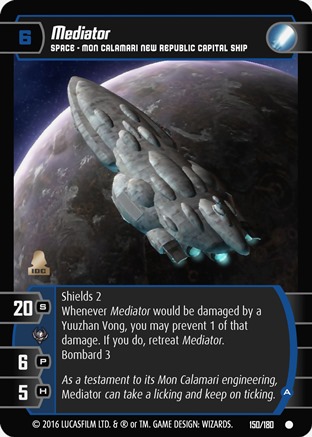 6
Mediator
SPACE - MON CALAMARI NEW REPUBLIC CAPITAL SHIP
IDC
20 S
6 P
5 H
Shields 2
Whenever Mediator would be damaged by a
Yuuzhan Vong, you may prevent 1 of that
damage. If you do, retreat Mediator.
Bombard 3
As a testament to its Mon Calamari engineering,
Mediator can take a licking and keep on ticking.
A
© 2016 LUCASFILM LTD. & ® or TM. GAME DESIGN: WIZARDS.
150/180